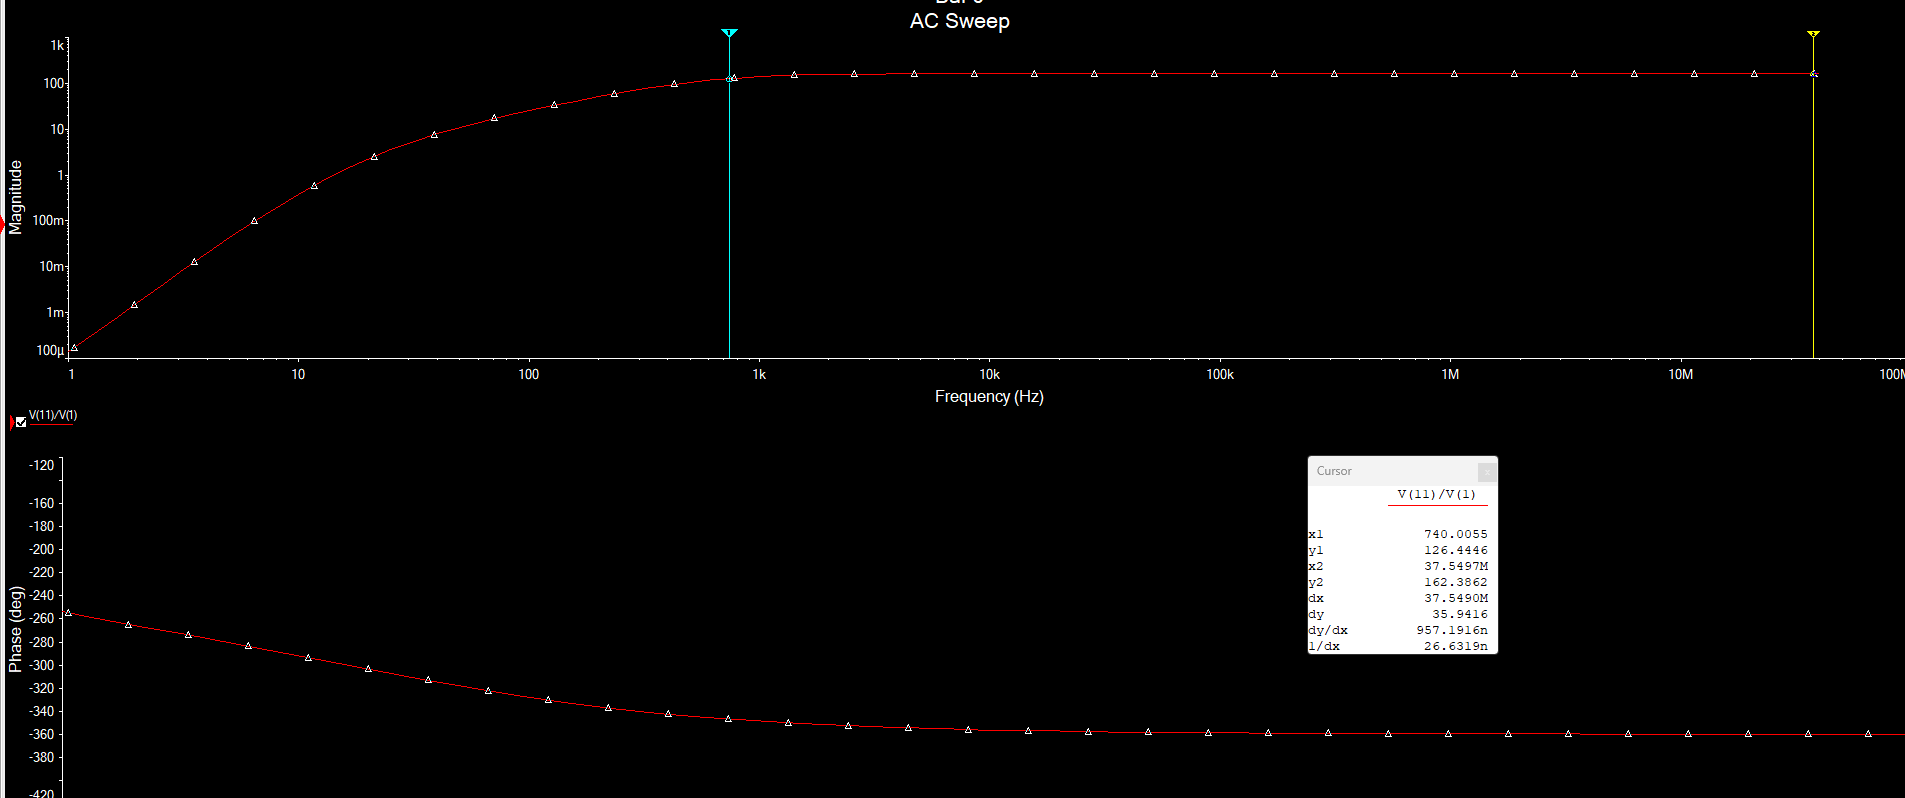 AC Sweep
1k
100
10
1
100m
10m
1m
100μ
Magnitude
1 10 100 1k 10k 100k 1M 10M 100M
Frequency (Hz)
V(11)/V(1)
-120
-160
-180
-200
-220
-240
-260
-280
-300
-320
-340
-360
-380
-420
Phase (deg)
Cursor
V(11)/V(1)
x1 740.0055
y1 126.4446
x2 37.5497M
y2 162.3862
dx 37.5490M
dy 35.9416
dy/dx 957.1916n
1/dx 26.6319n